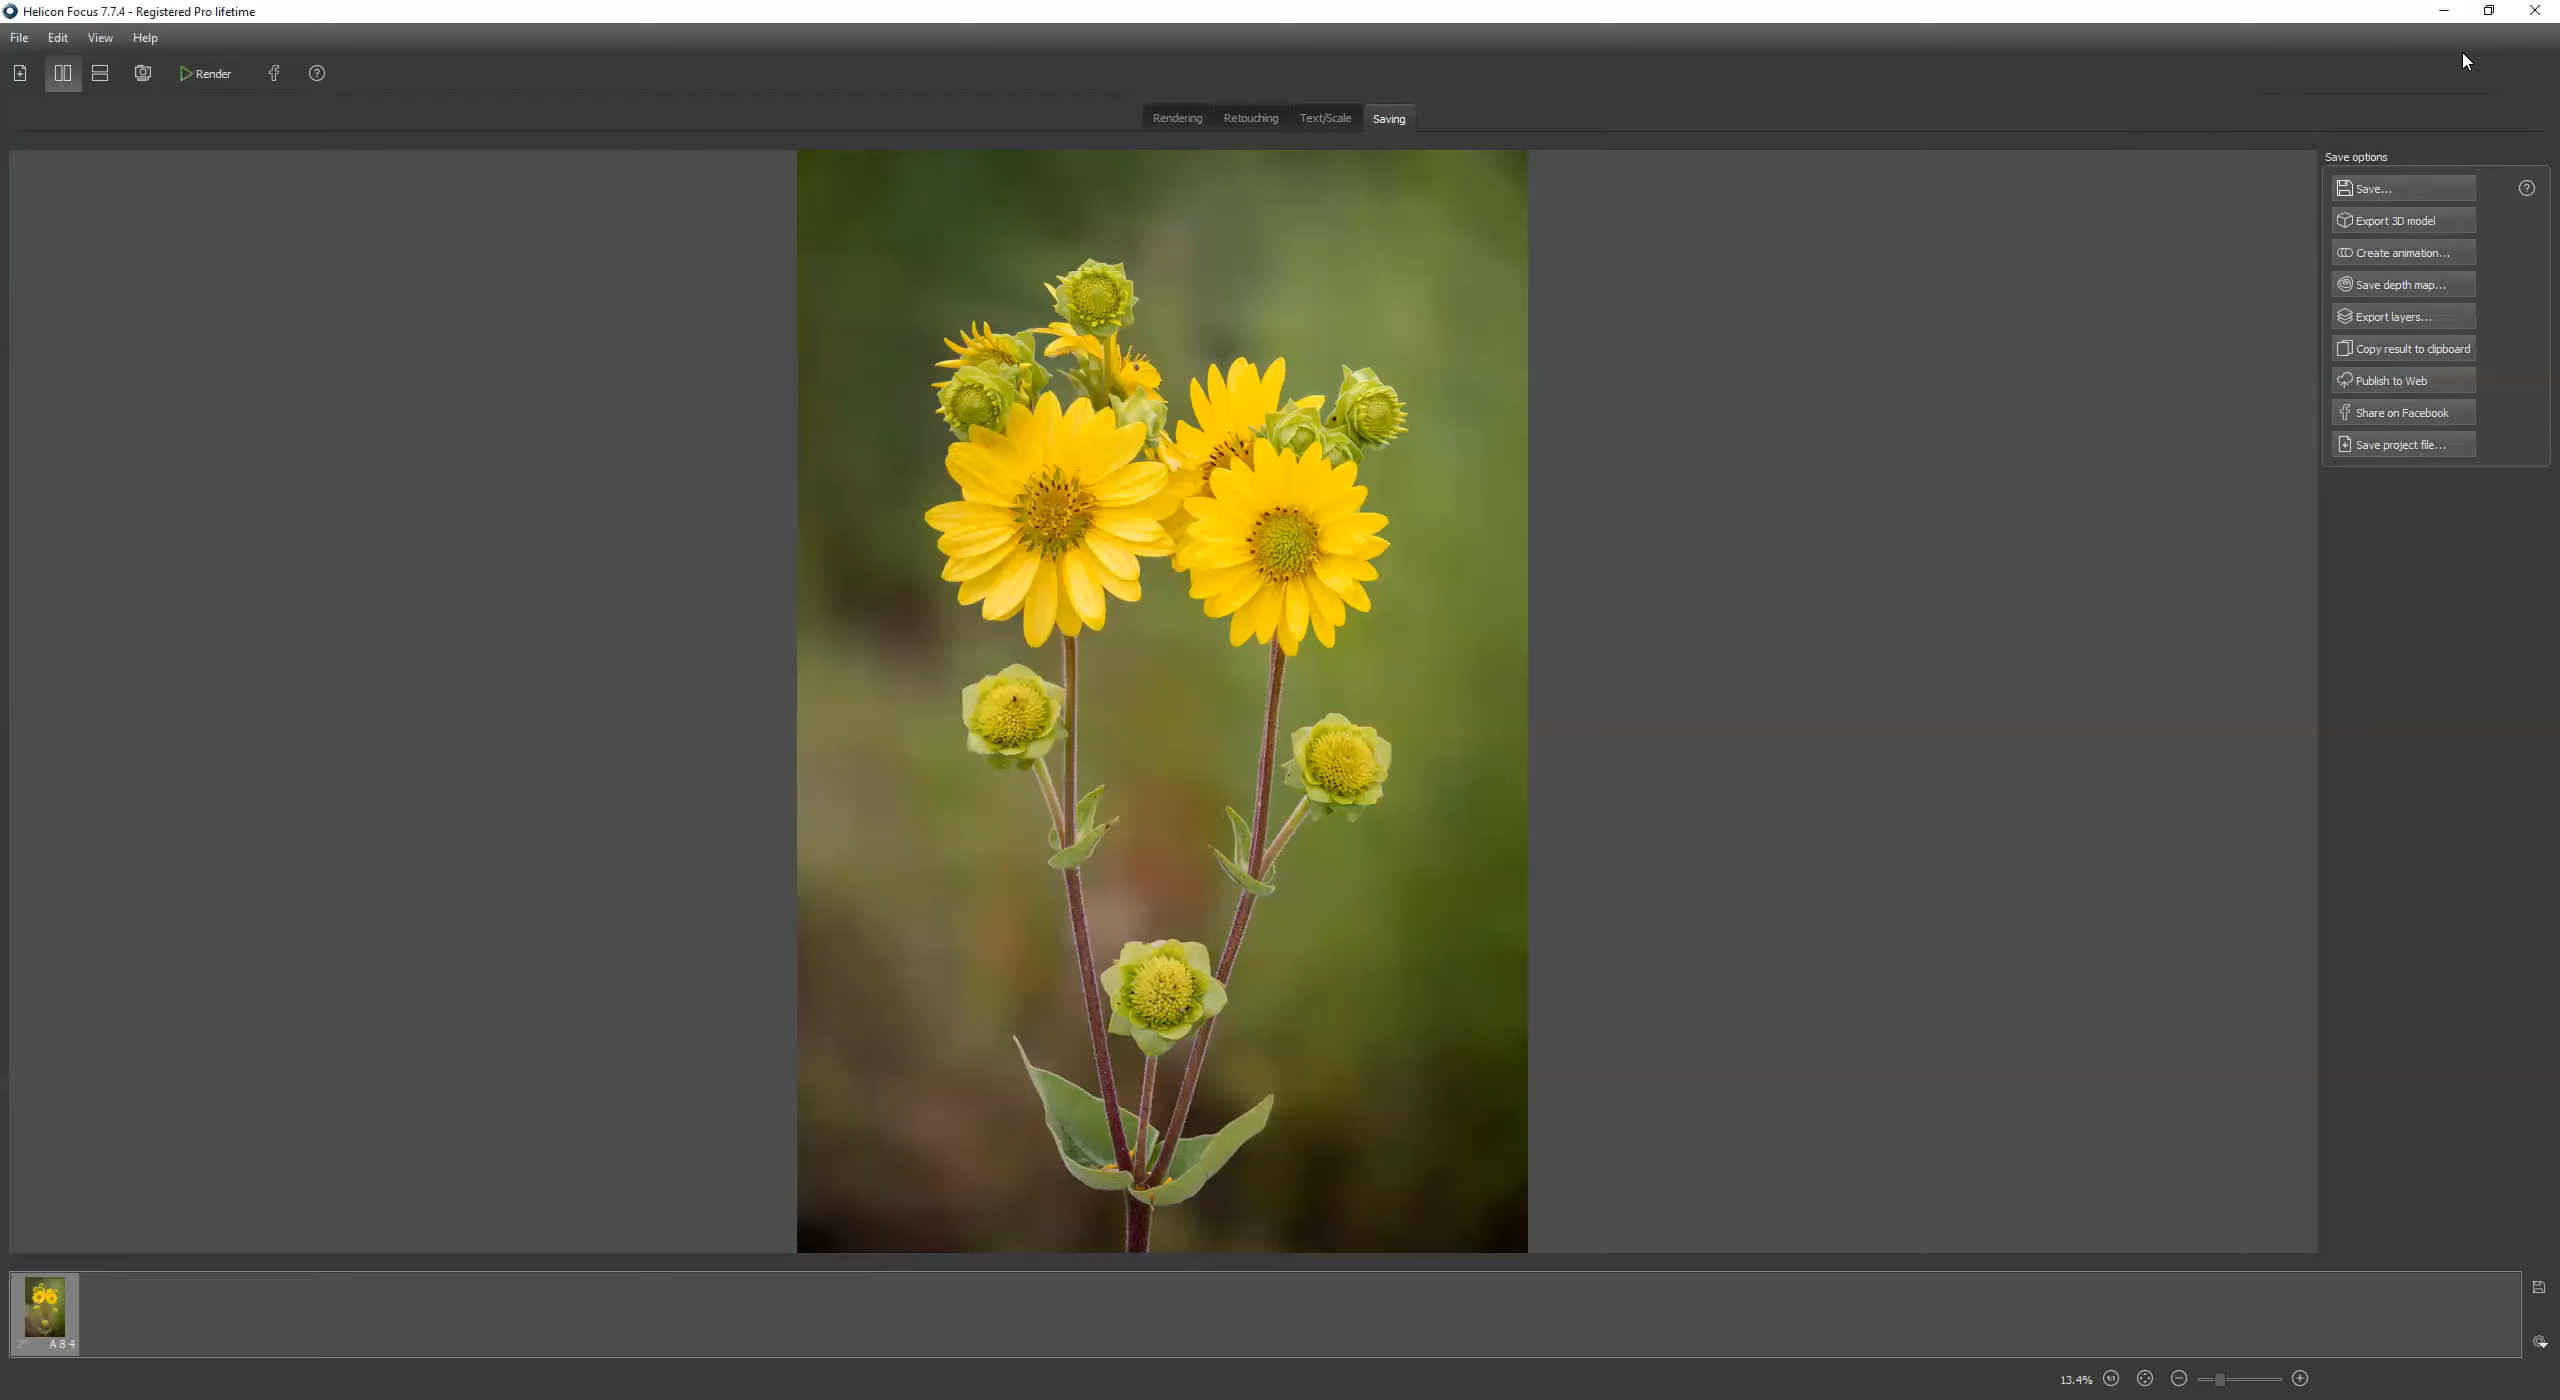 Helicon Focus 7.7.4 - Registered Pro lifetime
File Edit View Help
Render
Rendering Retouching Text/Scale Saving
Save options
Save...
Export 3D model
Create animation...
Save depth map...
Export layers...
Copy result to clipboard
Publish to Web
Share on Facebook
Save project file...
A 8 4
13.4%